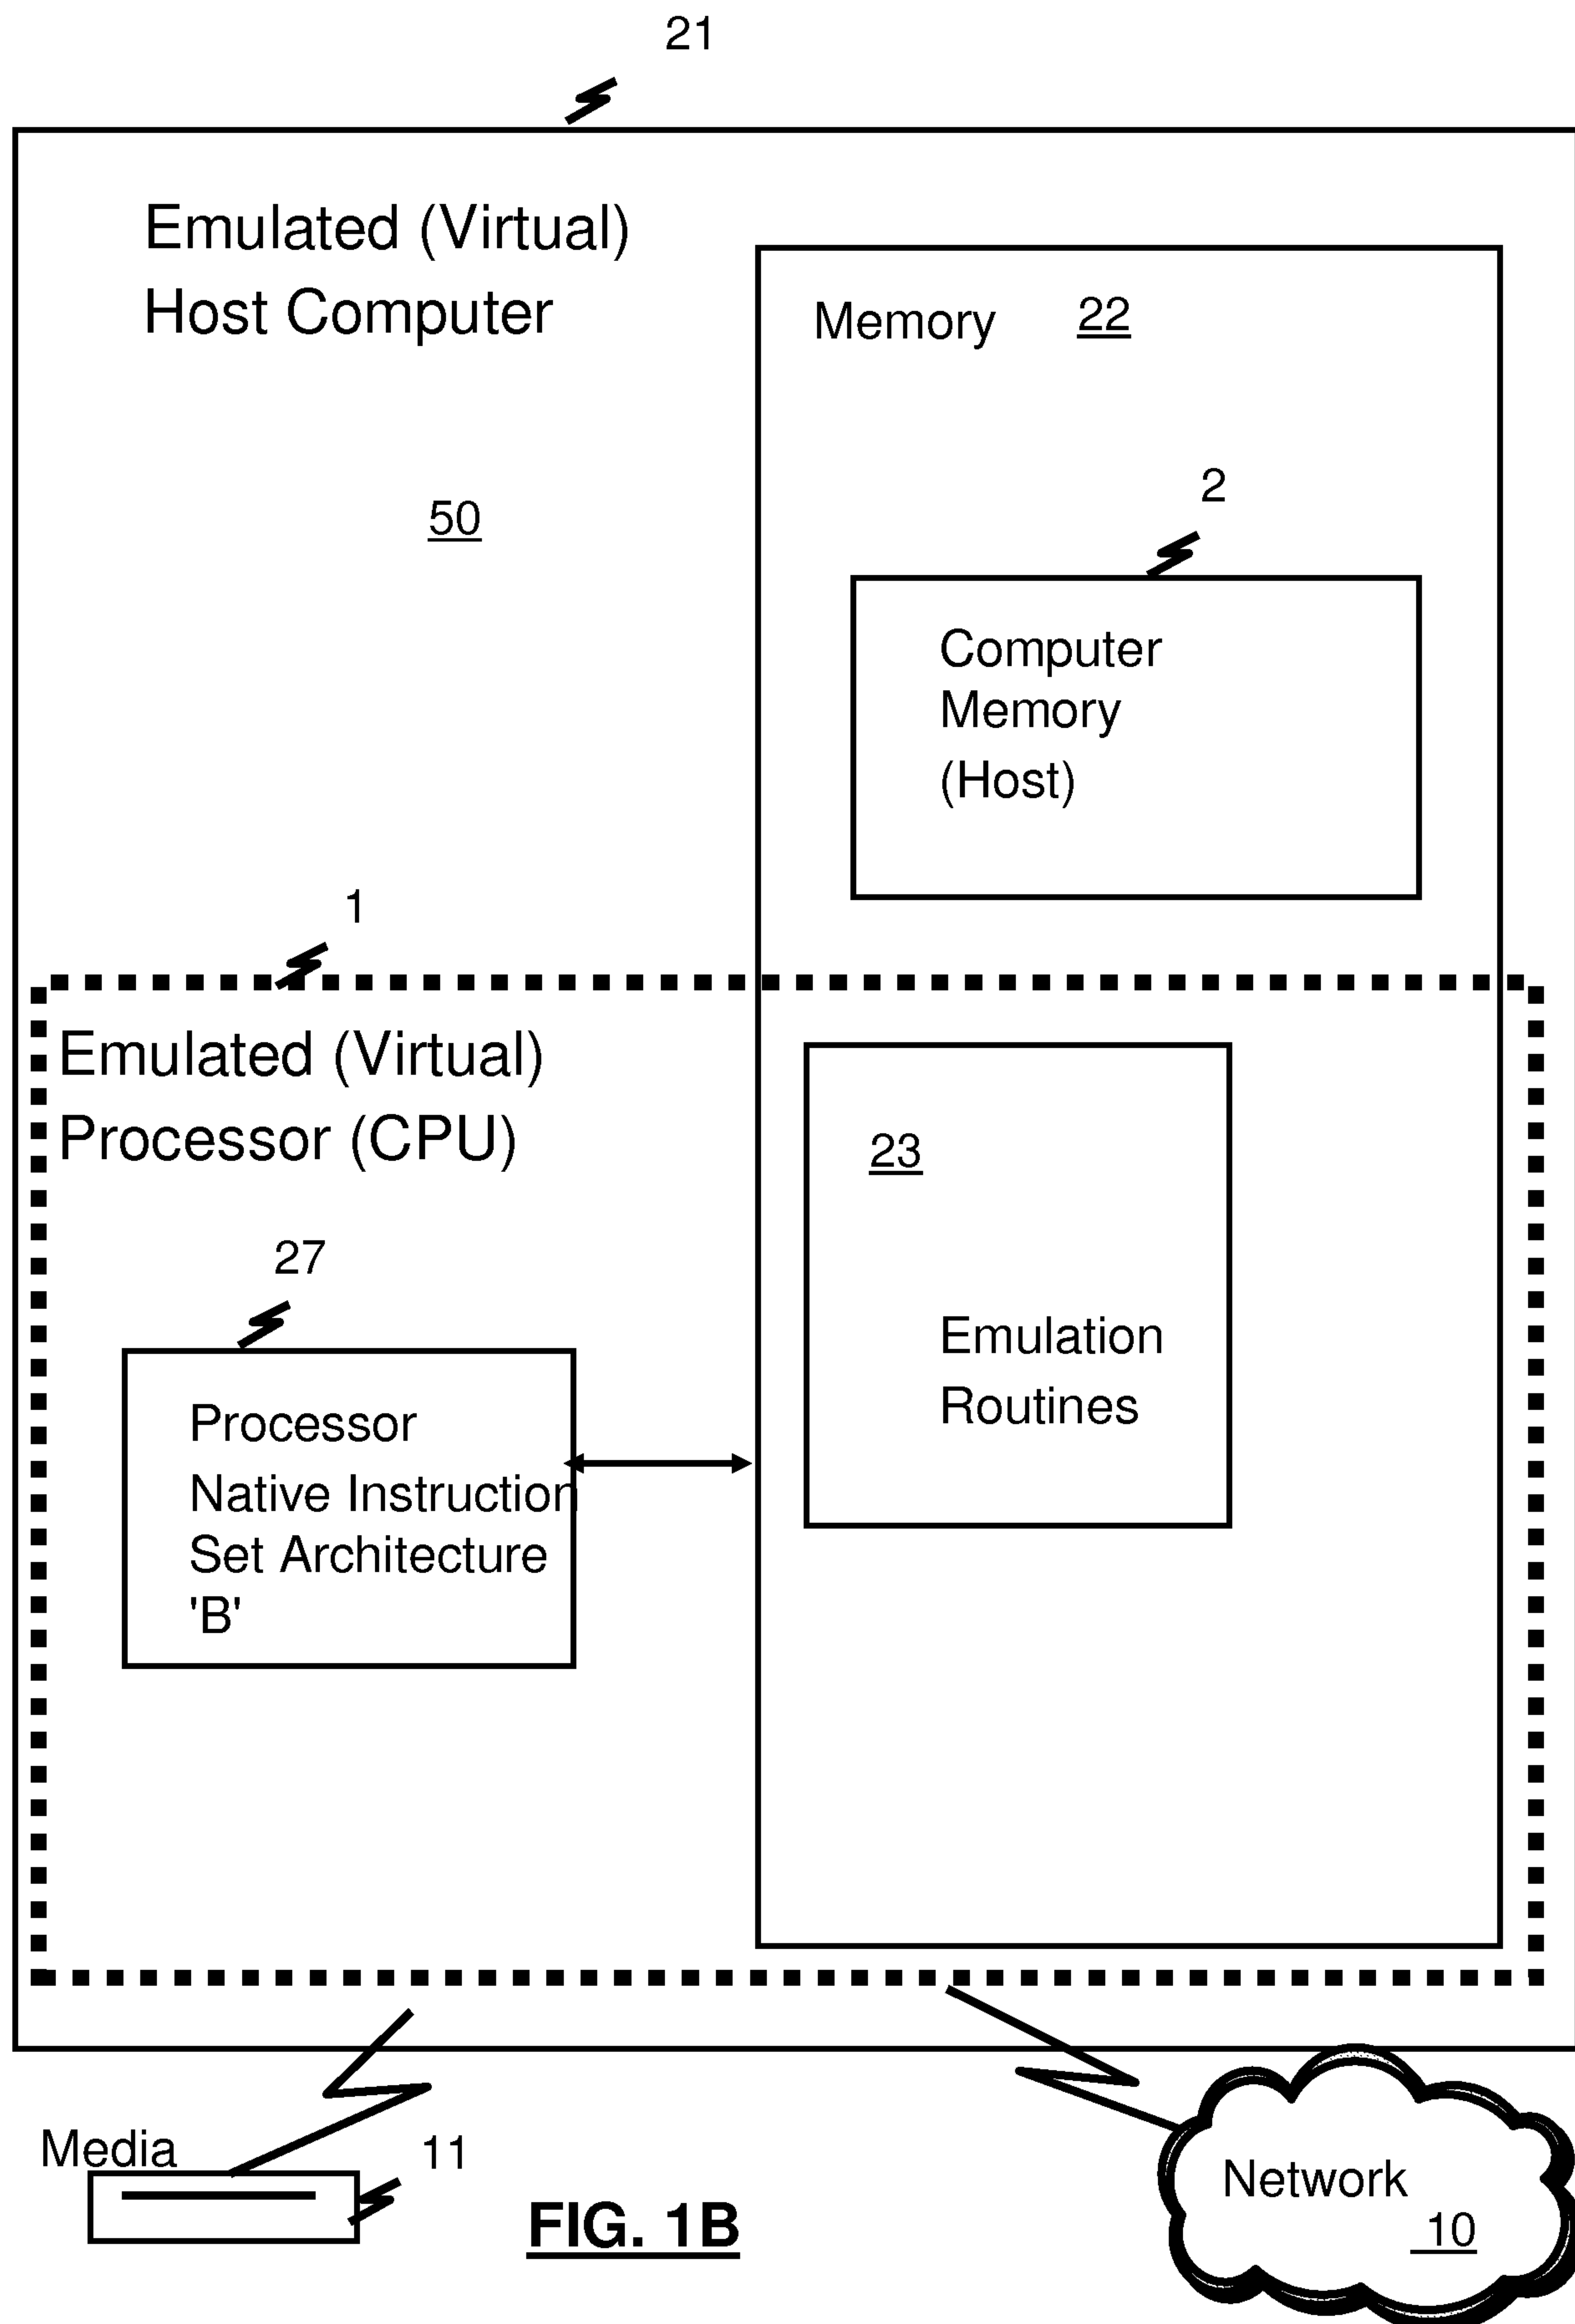 21
Emulated (Virtual)
Host Computer
50
Memory 22
2
Computer
Memory
(Host)
1
Emulated (Virtual)
Processor (CPU)
23
Emulation
Routines
27
Processor
Native Instruction
Set Architecture
'B'
Media
11
FIG. 1B
Network
10